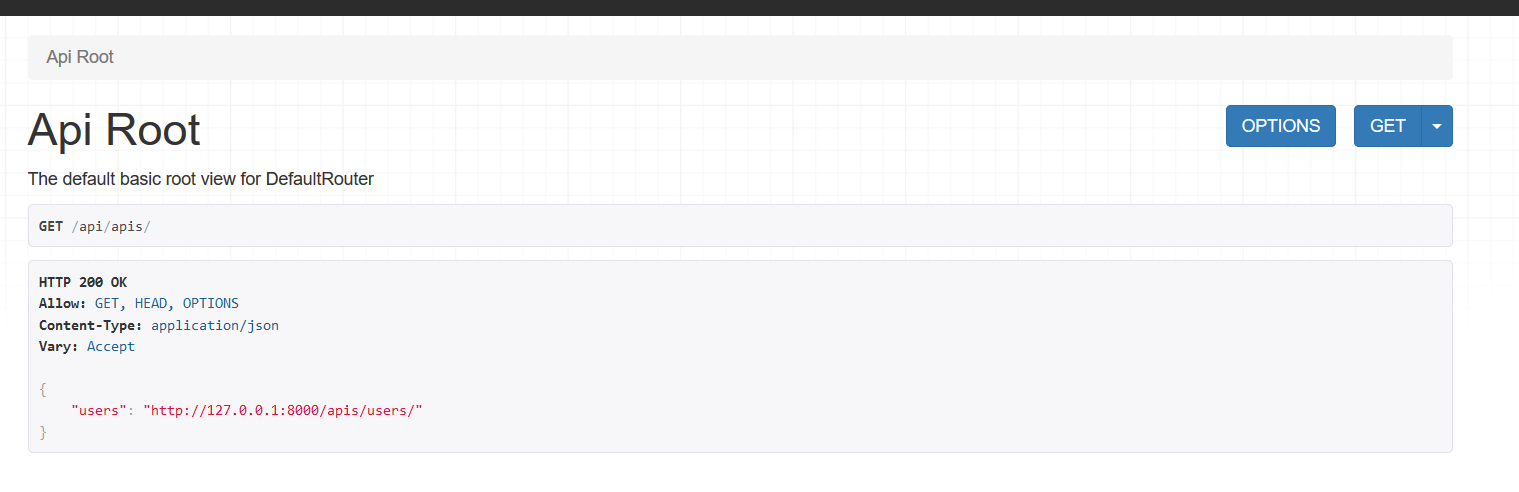 Api Root
Api Root
OPTIONS
GET
The default basic root view for DefaultRouter
GET /api/apis/
HTTP 200 OK
Allow: GET, HEAD, OPTIONS
Content-Type: application/json
Vary: Accept
{
"users": "http://127.0.0.1:8000/apis/users/"
}